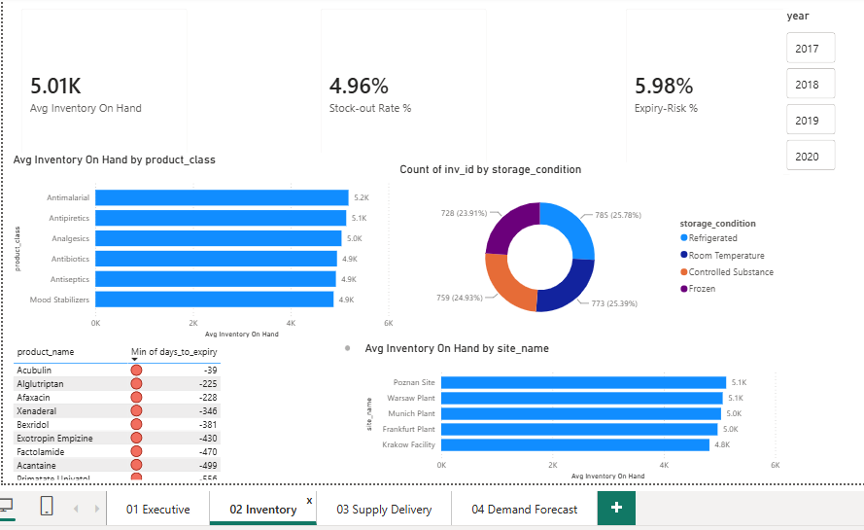 year
2017
2018
2019
2020
5.01K
Avg Inventory On Hand
4.96%
Stock-out Rate %
5.98%
Expiry-Risk %
Avg Inventory On Hand by product_class
product_class
Antimalarial 5.2K
Antipiretics 5.1K
Analgesics 5.0K
Antibiotics 4.9K
Antiseptics 4.9K
Mood Stabilizers 4.9K
0K 2K 4K 6K
Avg Inventory On Hand
Count of inv_id by storage_condition
728 (23.91%)
785 (25.78%)
759 (24.93%)
773 (25.39%)
storage_condition
Refrigerated
Room Temperature
Controlled Substance
Frozen
product_name Min of days_to_expiry
Acubulin -39
Alglutriptan -225
Afaxacin -228
Xenaderal -346
Bexridol -381
Exotropin Empizine -430
Factolamide -470
Acantaine -499
Avg Inventory On Hand by site_name
site_name
Poznan Site 5.1K
Warsaw Plant 5.1K
Munich Plant 5.0K
Frankfurt Plant 5.0K
Krakow Facility 4.8K
0K 2K 4K 6K
Avg Inventory On Hand
01 Executive
02 Inventory x
03 Supply Delivery
04 Demand Forecast
+